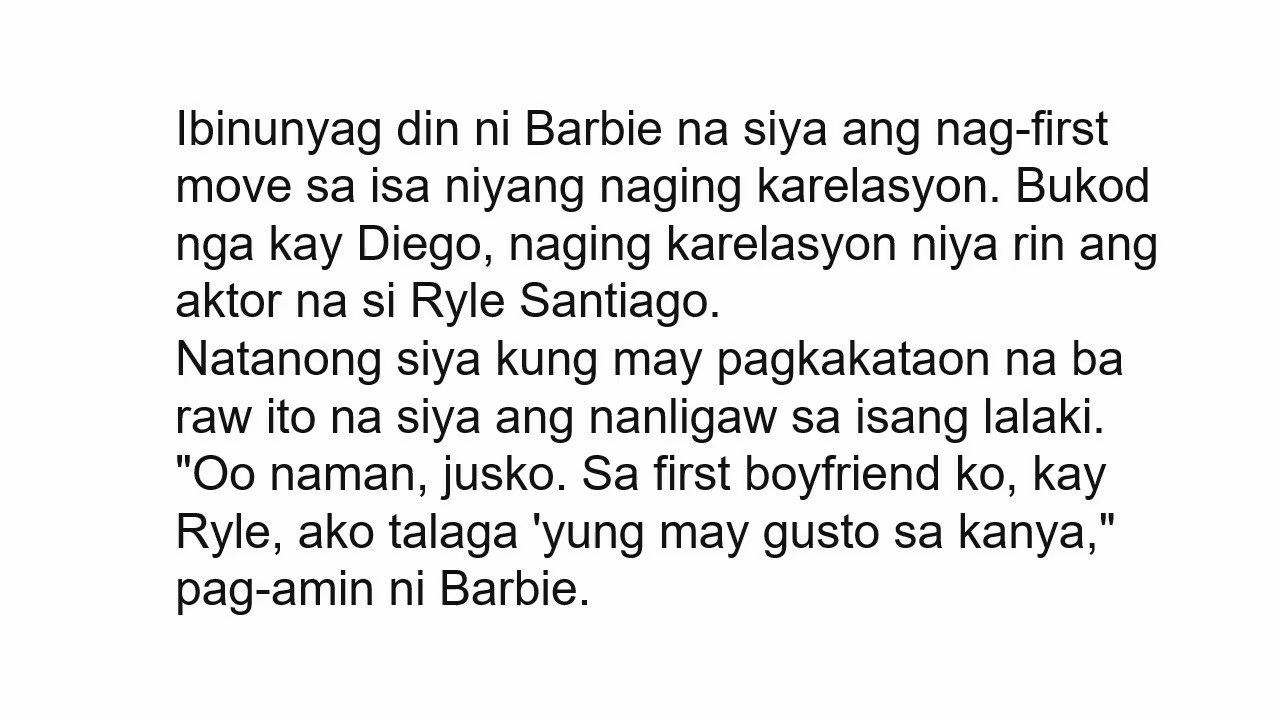 Ibinunyag din ni Barbie na siya ang nag-first
move sa isa niyang naging karelasyon. Bukod
nga kay Diego, naging karelasyon niya rin ang
aktor na si Ryle Santiago.
Natanong siya kung may pagkakataon na ba
raw ito na siya ang nanligaw sa isang lalaki.
"Oo naman, jusko. Sa first boyfriend ko, kay
Ryle, ako talaga 'yung may gusto sa kanya,"
pag-amin ni Barbie.